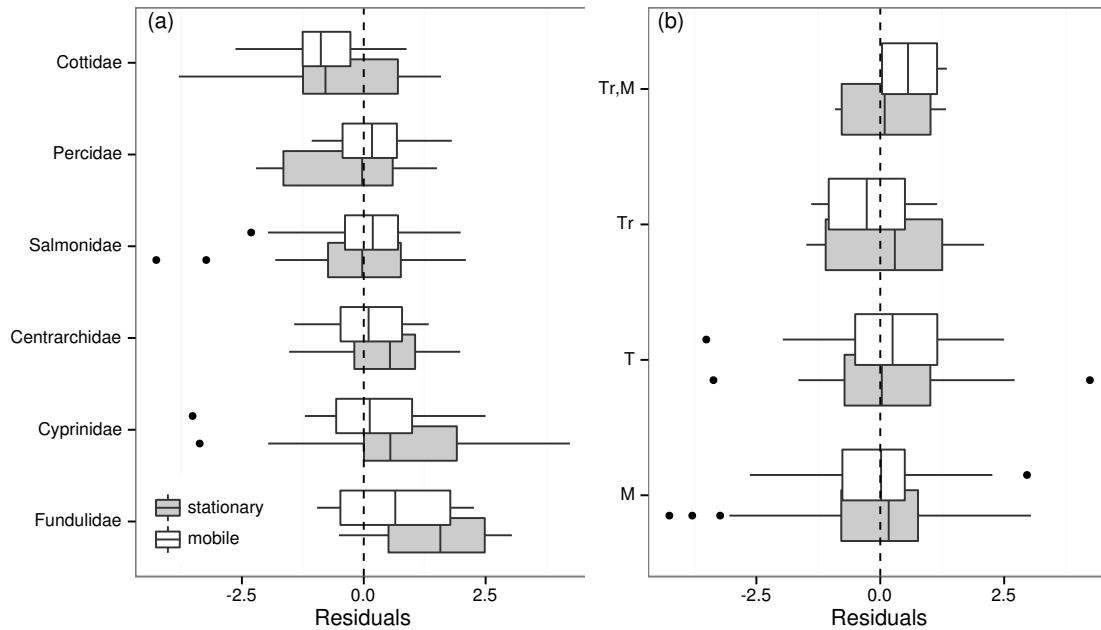 (a)
Cottidae
Percidae
Salmonidae
Centrarchidae
Cyprinidae
Fundulidae
stationary
mobile
-2.5 0.0 2.5
Residuals
(b)
Tr,M
Tr
T
M
-2.5 0.0 2.5
Residuals